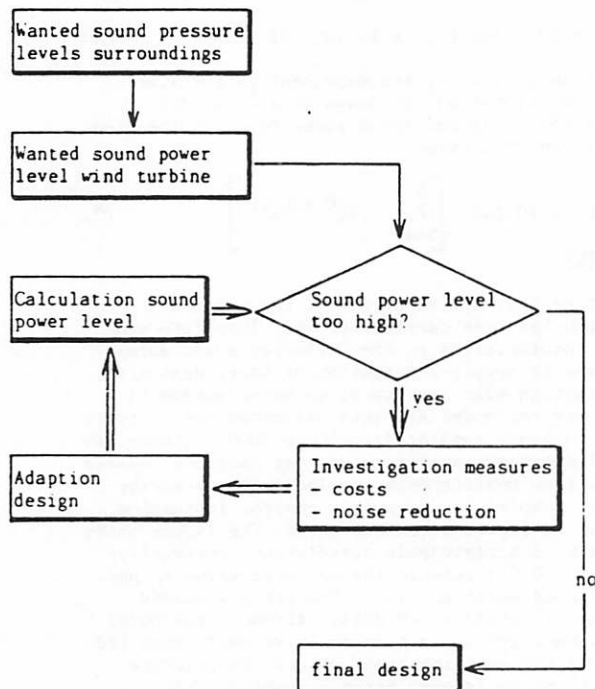 Wanted sound pressure
levels surroundings
Wanted sound power
level wind turbine
Calculation sound
power level
Sound power level
too high?
yes
Adaption
design
Investigation measures
- costs
- noise reduction
no
final design